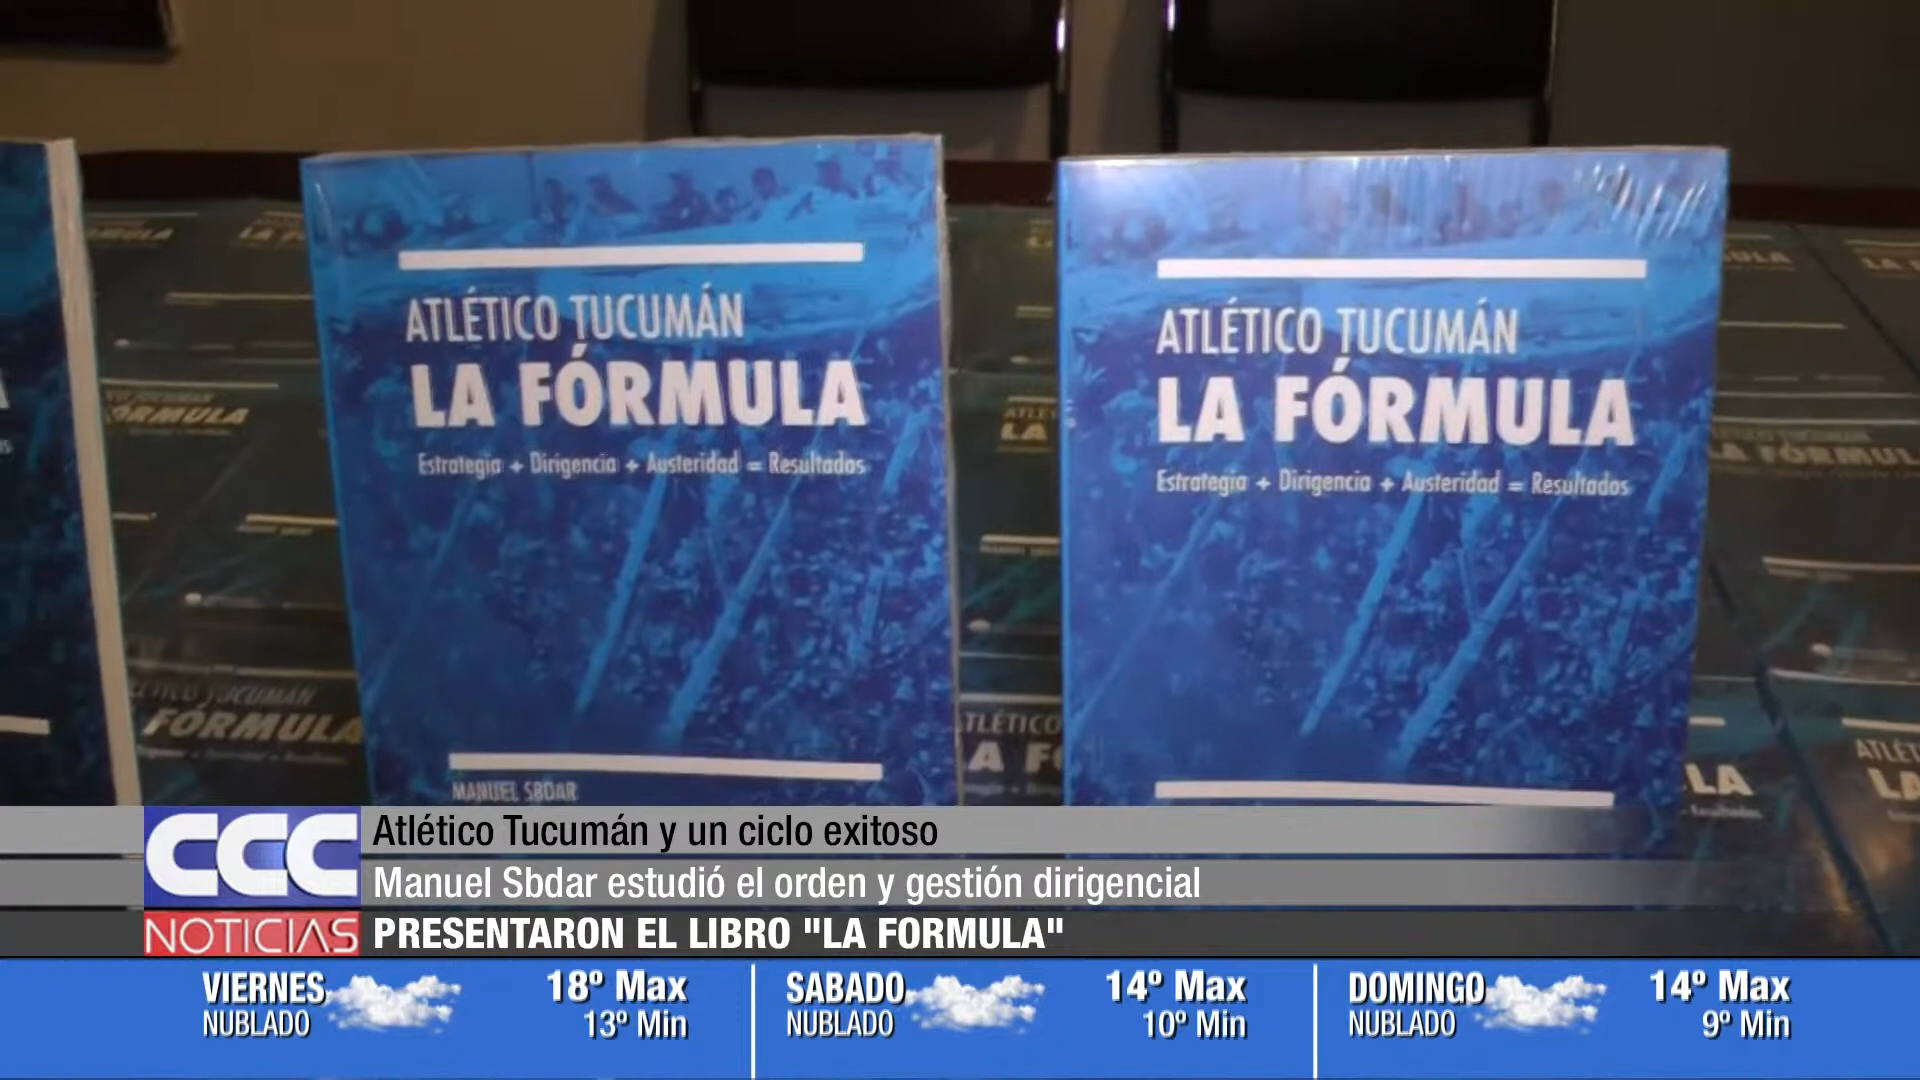 ATLÉTICO TUCUMÁN
LA FÓRMULA
Estrategia + Dirigencia + Austeridad = Resultados
MANUEL SBDAR
ATLÉTICO TUCUMÁN
LA FÓRMULA
Estrategia + Dirigencia + Austeridad = Resultados
FÓRMULA
CCC
NOTICIAS
Atlético Tucumán y un ciclo exitoso
Manuel Sbdar estudió el orden y gestión dirigencial
PRESENTARON EL LIBRO "LA FORMULA"
VIERNES
NUBLADO
18º Max
13º Min
SABADO
NUBLADO
14º Max
10º Min
DOMINGO
NUBLADO
14º Max
9º Min